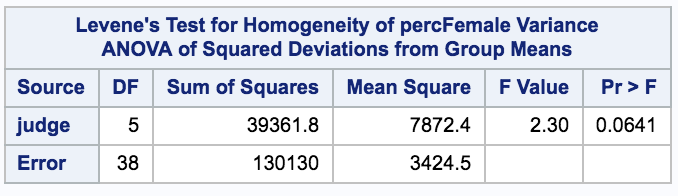 Levene's Test for Homogeneity of percFemale Variance
ANOVA of Squared Deviations from Group Means
Source DF Sum of Squares Mean Square F Value Pr > F
judge 5 39361.8 7872.4 2.30 0.0641
Error 38 130130 3424.5